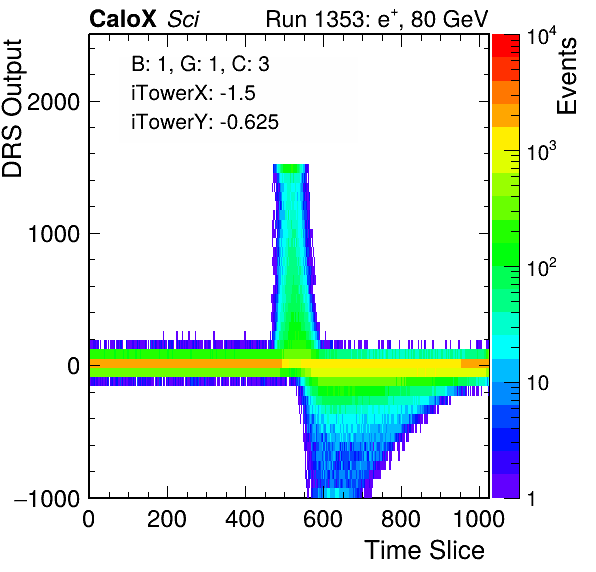 CaloX Sci Run 1353: e⁺, 80 GeV
B: 1, G: 1, C: 3
iTowerX: -1.5
iTowerY: -0.625
DRS Output
2000
1000
0
−1000
0 200 400 600 800 1000
Time Slice
Events
10⁴
10³
10²
10
1